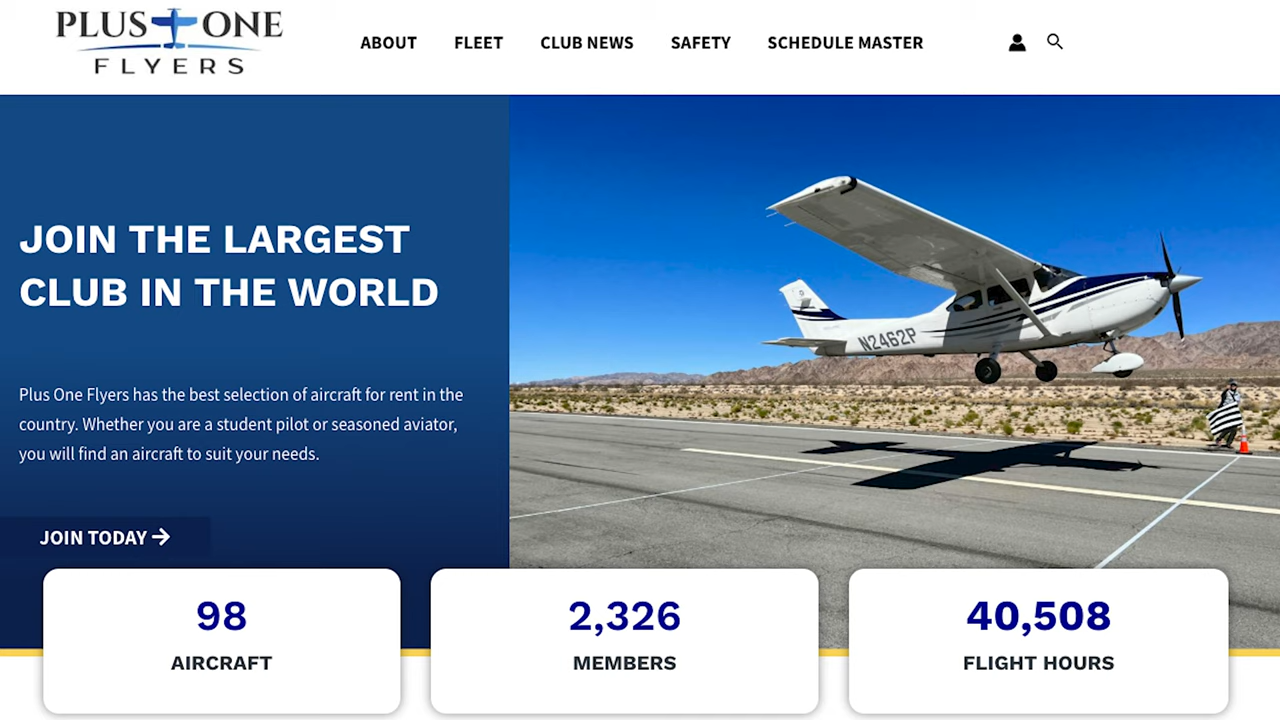 PLUS ONE
FLYERS
ABOUT FLEET CLUB NEWS SAFETY SCHEDULE MASTER
JOIN THE LARGEST
CLUB IN THE WORLD
Plus One Flyers has the best selection of aircraft for rent in the
country. Whether you are a student pilot or seasoned aviator,
you will find an aircraft to suit your needs.
JOIN TODAY
N2462P
98
AIRCRAFT
2,326
MEMBERS
40,508
FLIGHT HOURS